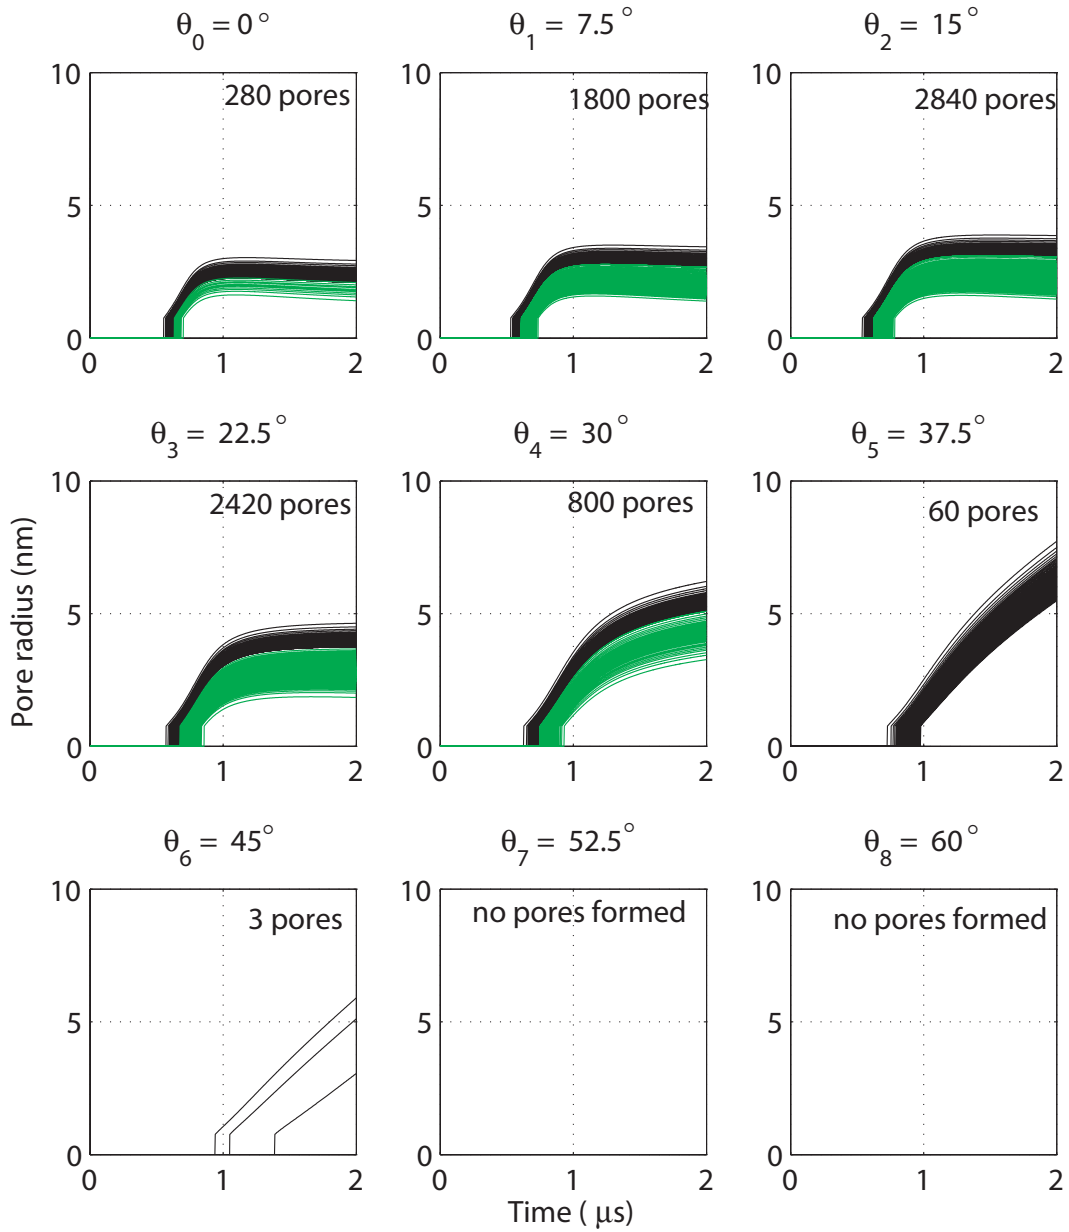 θ0 = 0° θ1 = 7.5° θ2 = 15°
10 10 10
280 pores 1800 pores 2840 pores
5 5 5
0 0 0
0 1 2 0 1 2 0 1 2
θ3 = 22.5° θ4 = 30° θ5 = 37.5°
10 10 10
2420 pores 800 pores 60 pores
Pore radius (nm)
5 5 5
0 0 0
0 1 2 0 1 2 0 1 2
θ6 = 45° θ7 = 52.5° θ8 = 60°
10 10 10
3 pores no pores formed no pores formed
5 5 5
0 0 0
0 1 2 0 1 2 0 1 2
Time ( μs)